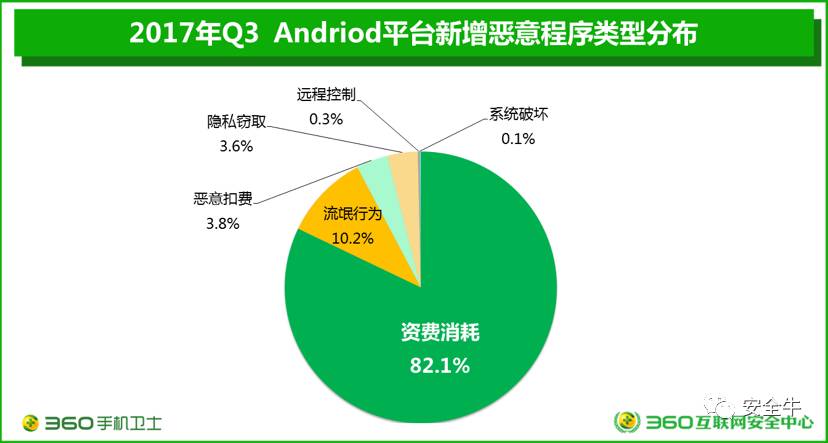 2017年Q3 Andriod平台新增恶意程序类型分布
远程控制
0.3%
系统破坏
0.1%
隐私窃取
3.6%
恶意扣费
3.8%
流氓行为
10.2%
资费消耗
82.1%
安全牛
360手机卫士
360互联网安全中心